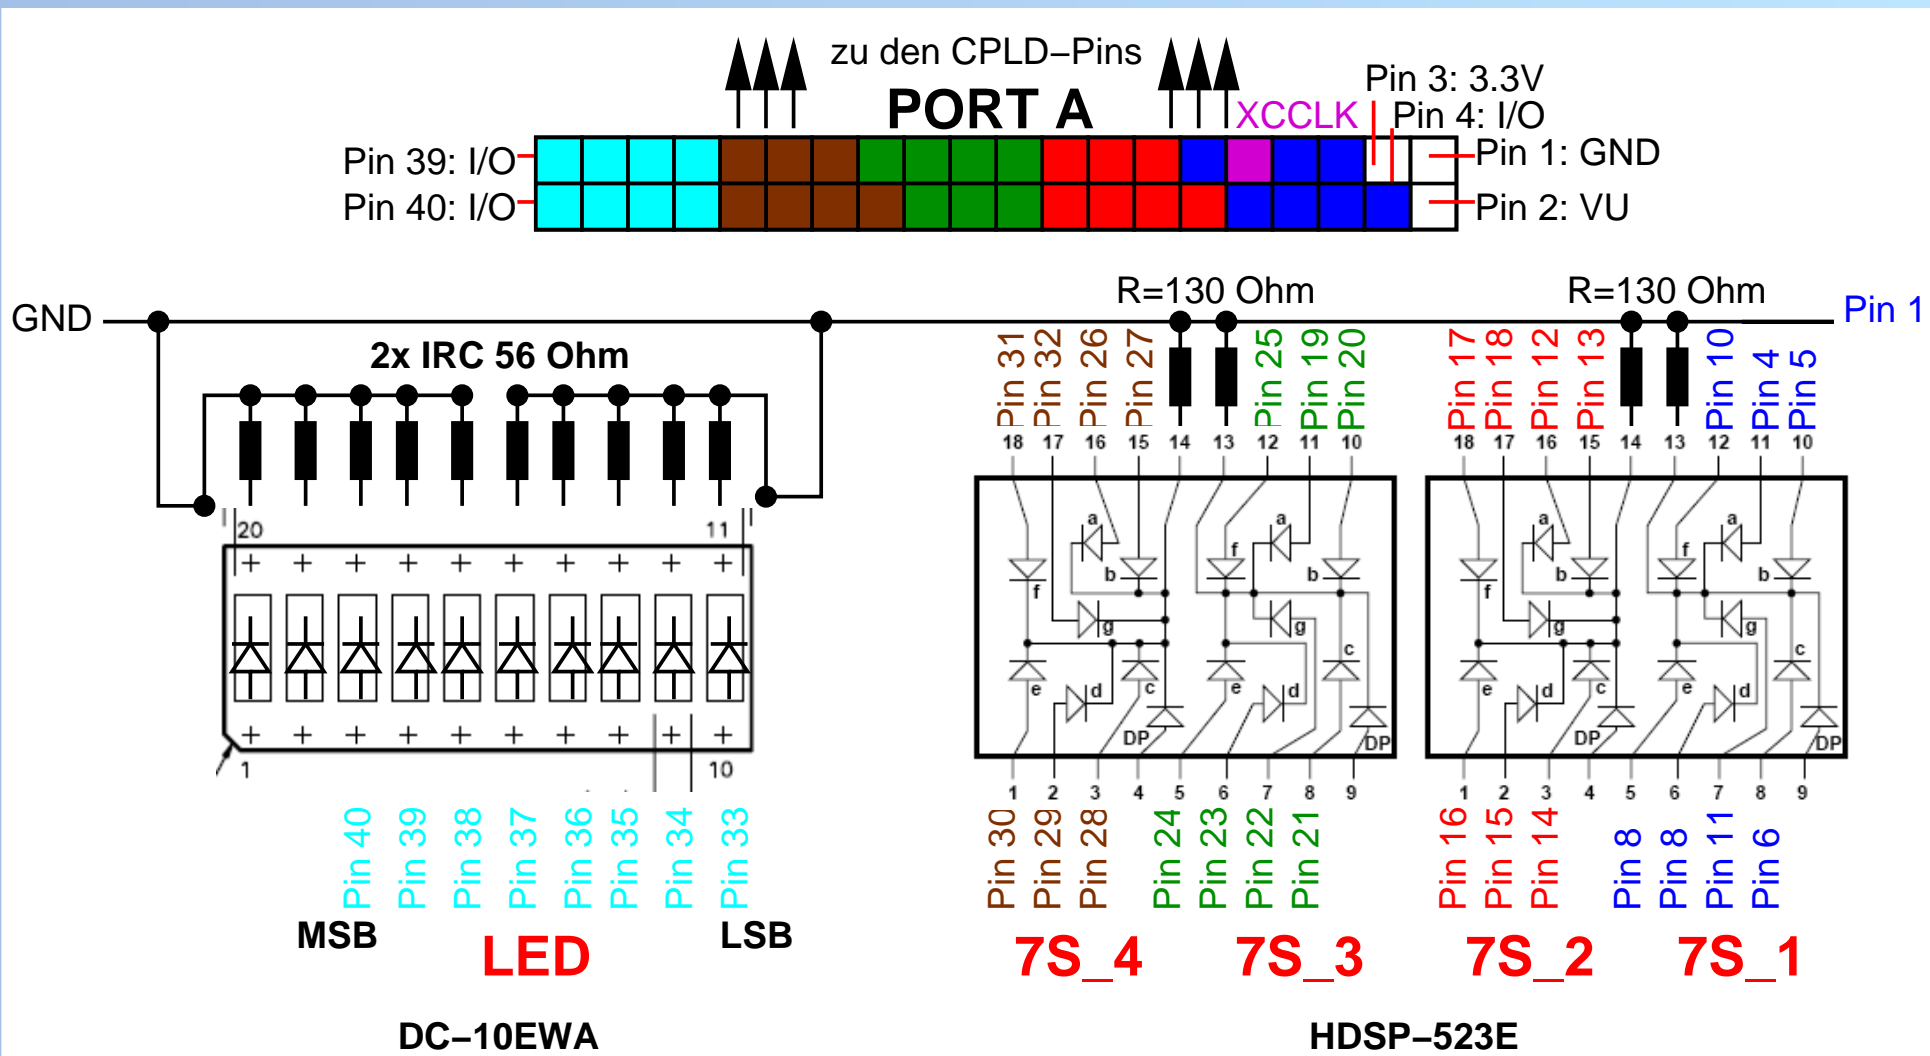 zu den CPLD–Pins
PORT A
XCCLK
Pin 3: 3.3V
Pin 4: I/O
Pin 39: I/O
Pin 1: GND
Pin 40: I/O
Pin 2: VU
GND
R=130 Ohm
R=130 Ohm
Pin 1
2x IRC 56 Ohm
Pin 31
Pin 32
Pin 26
Pin 27
Pin 25
Pin 19
Pin 20
Pin 17
Pin 18
Pin 12
Pin 13
Pin 10
Pin 4
Pin 5
18 17 16 15 14 13 12 11 10
18 17 16 15 14 13 12 11 10
20 11
+ + + + + + + + + +
+ + + + + + + + + +
1 10
a
b
f
g
e
d
c
DP
f
a
b
g
c
e
d
DP
a
b
f
g
e
d
c
DP
f
a
b
g
c
e
d
DP
1 2 3 4 5 6 7 8 9
1 2 3 4 5 6 7 8 9
Pin 40
Pin 39
Pin 38
Pin 37
Pin 36
Pin 35
Pin 34
Pin 33
Pin 30
Pin 29
Pin 28
Pin 24
Pin 23
Pin 22
Pin 21
Pin 16
Pin 15
Pin 14
Pin 8
Pin 8
Pin 11
Pin 6
MSB
LED
LSB
7S_4
7S_3
7S_2
7S_1
DC–10EWA
HDSP–523E